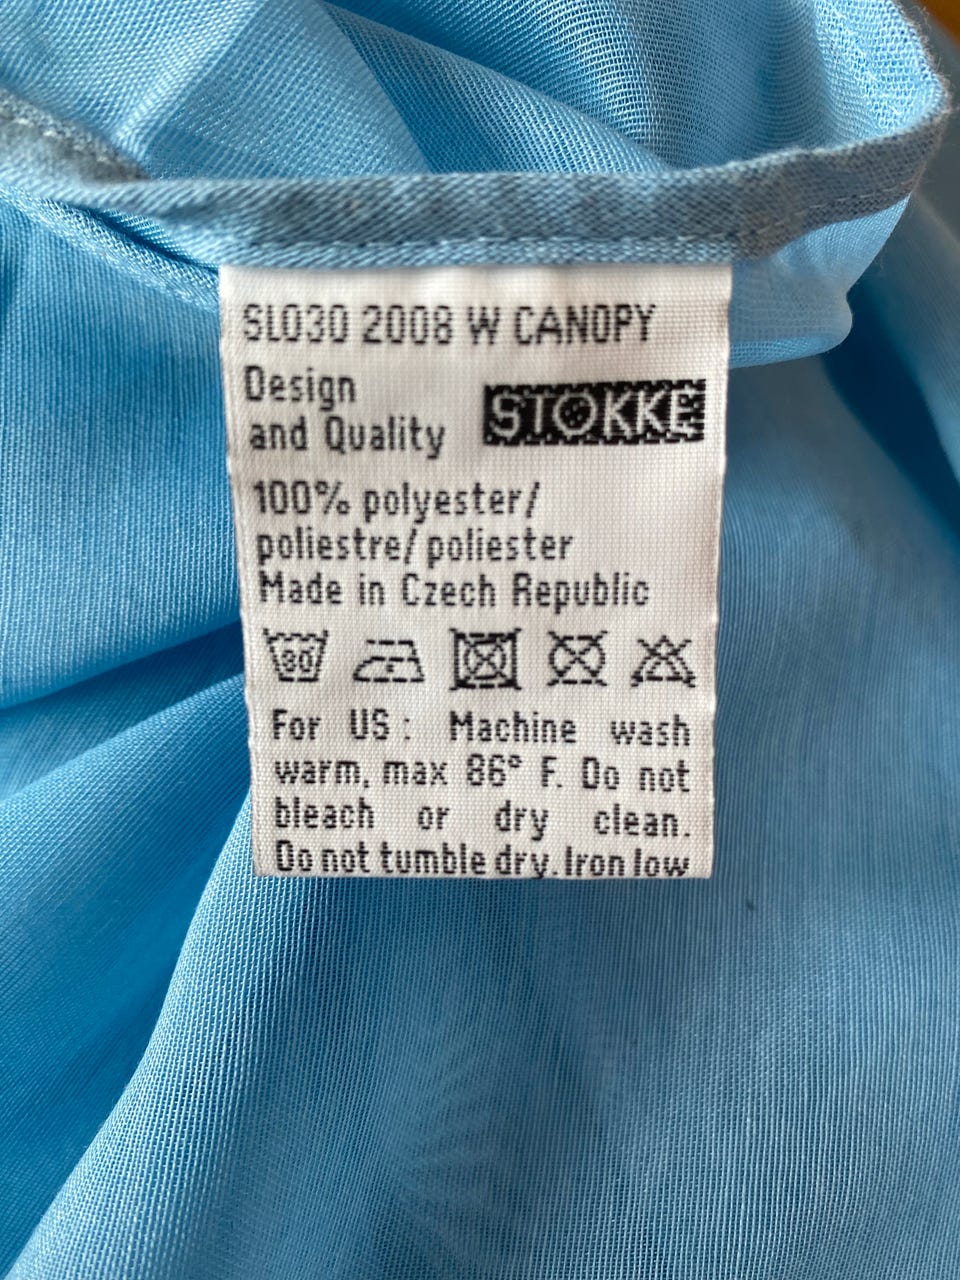 SL030 2008 W CANOPY
Design
and Quality
STOKKE
100% polyester/
poliestre/ poliester
Made in Czech Republic
30
For US: Machine wash
warm, max 86° F. Do not
bleach or dry clean.
Do not tumble dry. Iron low